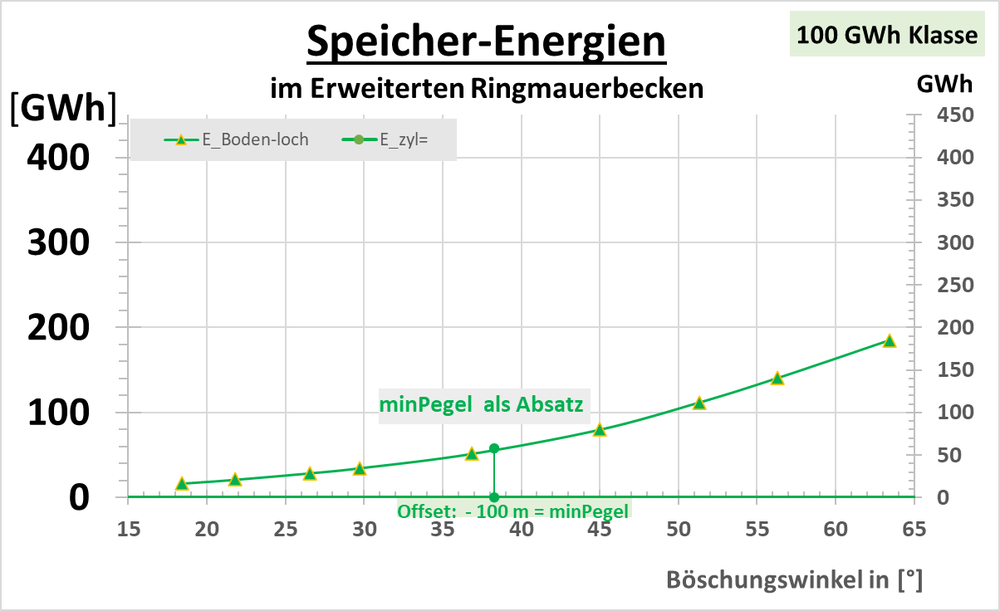 Speicher-Energien
100 GWh Klasse
im Erweiterten Ringmauerbecken
GWh
[GWh]
E_Boden-loch
E_zyl=
400
300
200
100
0
450
400
350
300
250
200
150
100
50
0
minPegel als Absatz
Offset: - 100 m = minPegel
15 20 25 30 35 40 45 50 55 60 65
Böschungswinkel in [°]